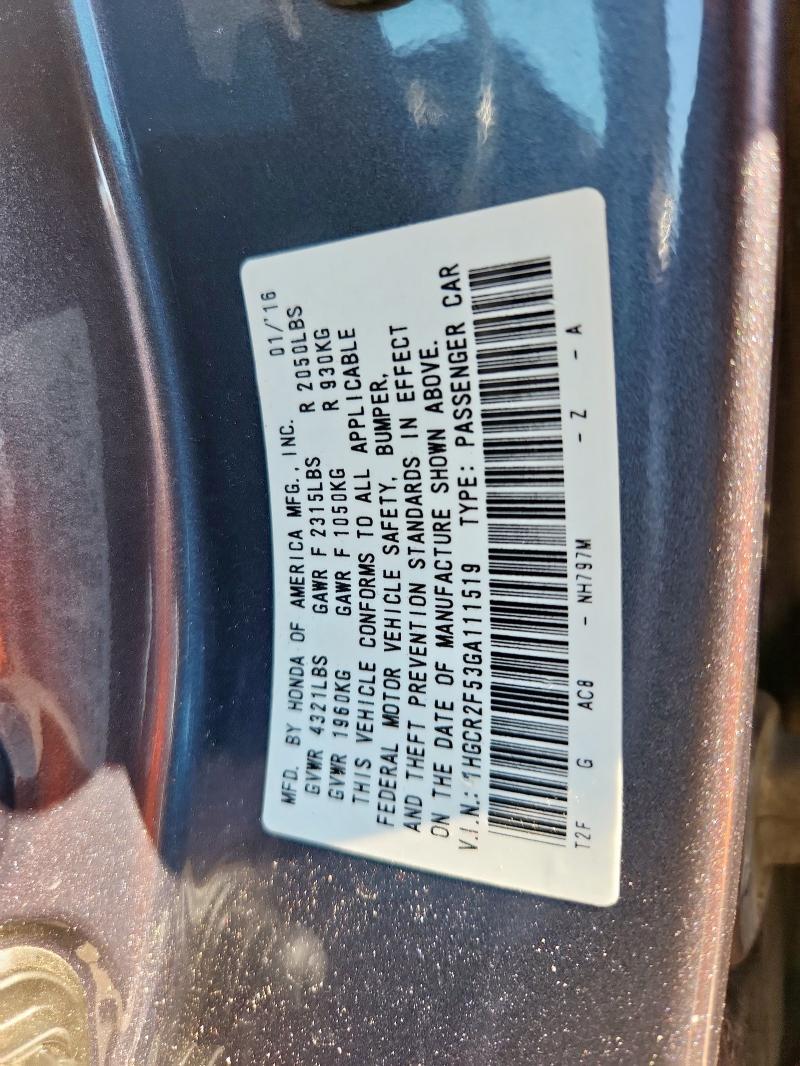 MFD. BY HONDA OF AMERICA MFG., INC. 01/'16
GVWR 4321LBS GAWR F 2315LBS R 2050LBS
GVWR 1960KG GAWR F 1050KG R 930KG
THIS VEHICLE CONFORMS TO ALL APPLICABLE
FEDERAL MOTOR VEHICLE SAFETY, BUMPER,
AND THEFT PREVENTION STANDARDS IN EFFECT
ON THE DATE OF MANUFACTURE SHOWN ABOVE.
V.I.N.: 1HGCR2F53GA111519 TYPE: PASSENGER CAR
T2F G AC8 - NH797M - Z - A